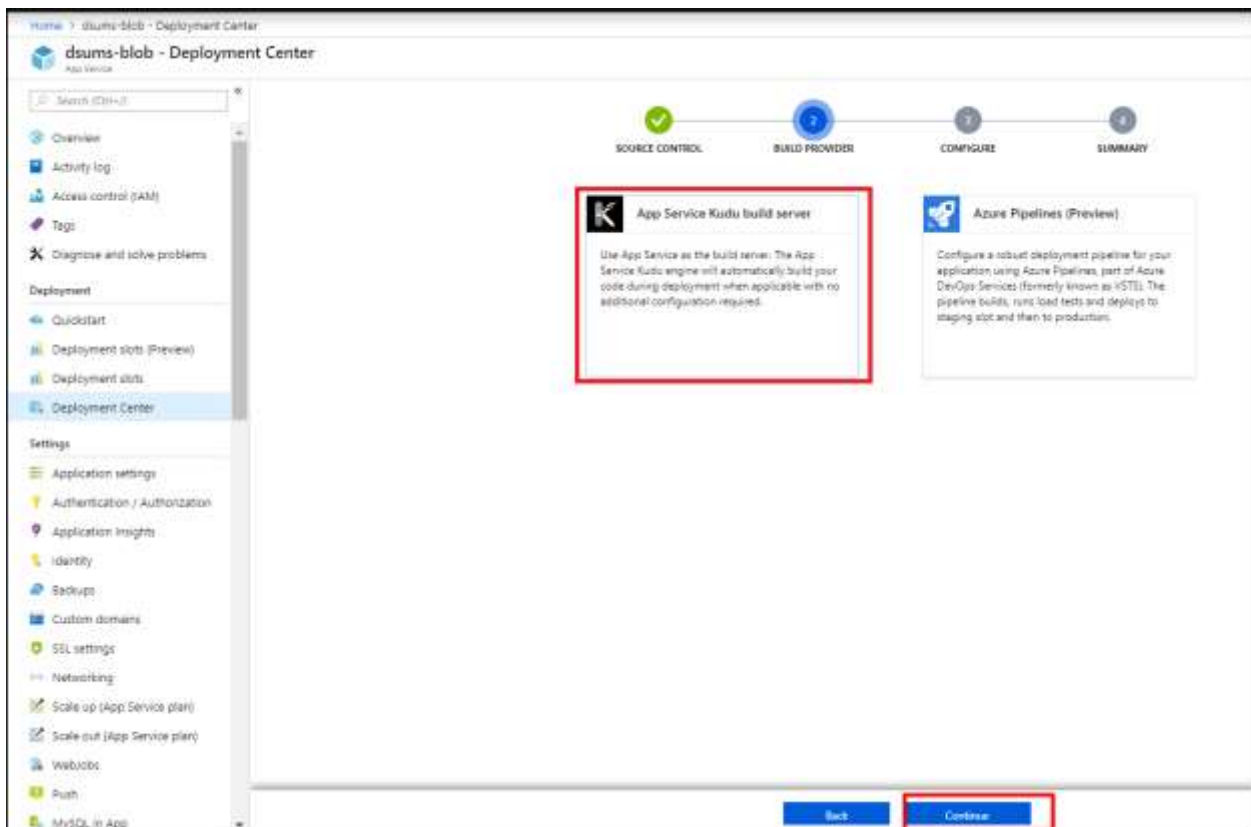 Home > dsums-blob - Deployment Center
dsums-blob - Deployment Center
App Service
Search (Ctrl+/)
Overview
Activity log
Access control (IAM)
Tags
Diagnose and solve problems
Deployment
Quickstart
Deployment slots (Preview)
Deployment slots
Deployment Center
Settings
Application settings
Authentication / Authorization
Application Insights
Identity
Backups
Custom domains
SSL settings
Networking
Scale up (App Service plan)
Scale out (App Service plan)
WebJobs
Push
MySQL In App
2
3
4
SOURCE CONTROL
BUILD PROVIDER
CONFIGURE
SUMMARY
K
App Service Kudu build server
Use App Service as the build server. The App
Service Kudu engine will automatically build your
code during deployment when applicable with no
additional configuration required.
Azure Pipelines (Preview)
Configure a robust deployment pipeline for your
application using Azure Pipelines, part of Azure
DevOps Services (formerly known as VSTS). The
pipeline builds, runs load tests and deploys to
staging slot and then to production.
Back
Continue